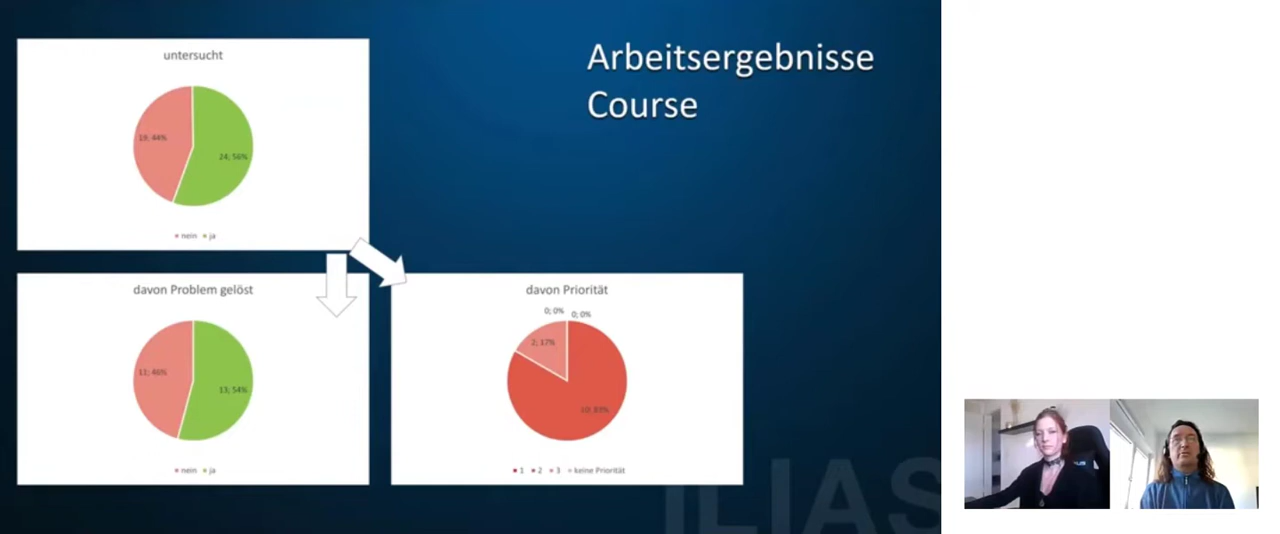 Arbeitsergebnisse
Course
untersucht
19; 44%
24; 56%
nein ja
davon Problem gelöst
11; 46%
13; 54%
nein ja
davon Priorität
0; 0% 0; 0%
2; 17%
10; 83%
1 2 3 keine Priorität
ILIAS